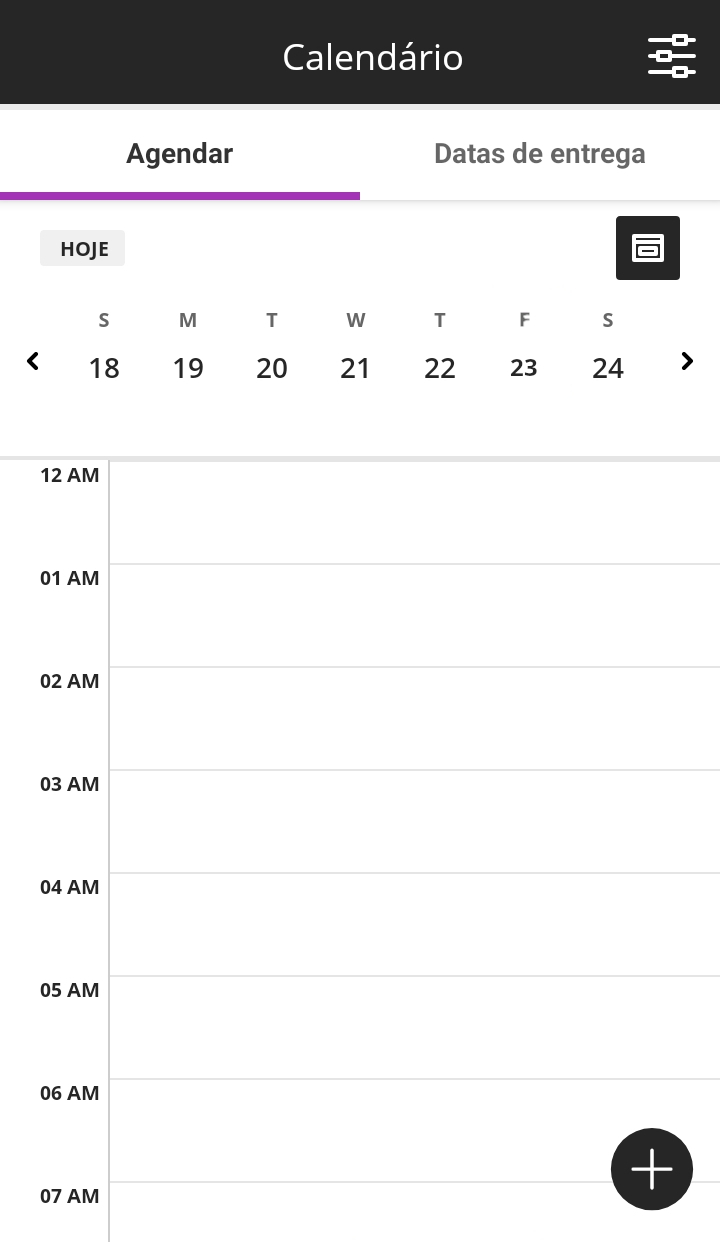 Calendário
Agendar Datas de entrega
HOJE
S M T W T F S
18 19 20 21 22 23 24
12 AM
01 AM
02 AM
03 AM
04 AM
05 AM
06 AM
07 AM